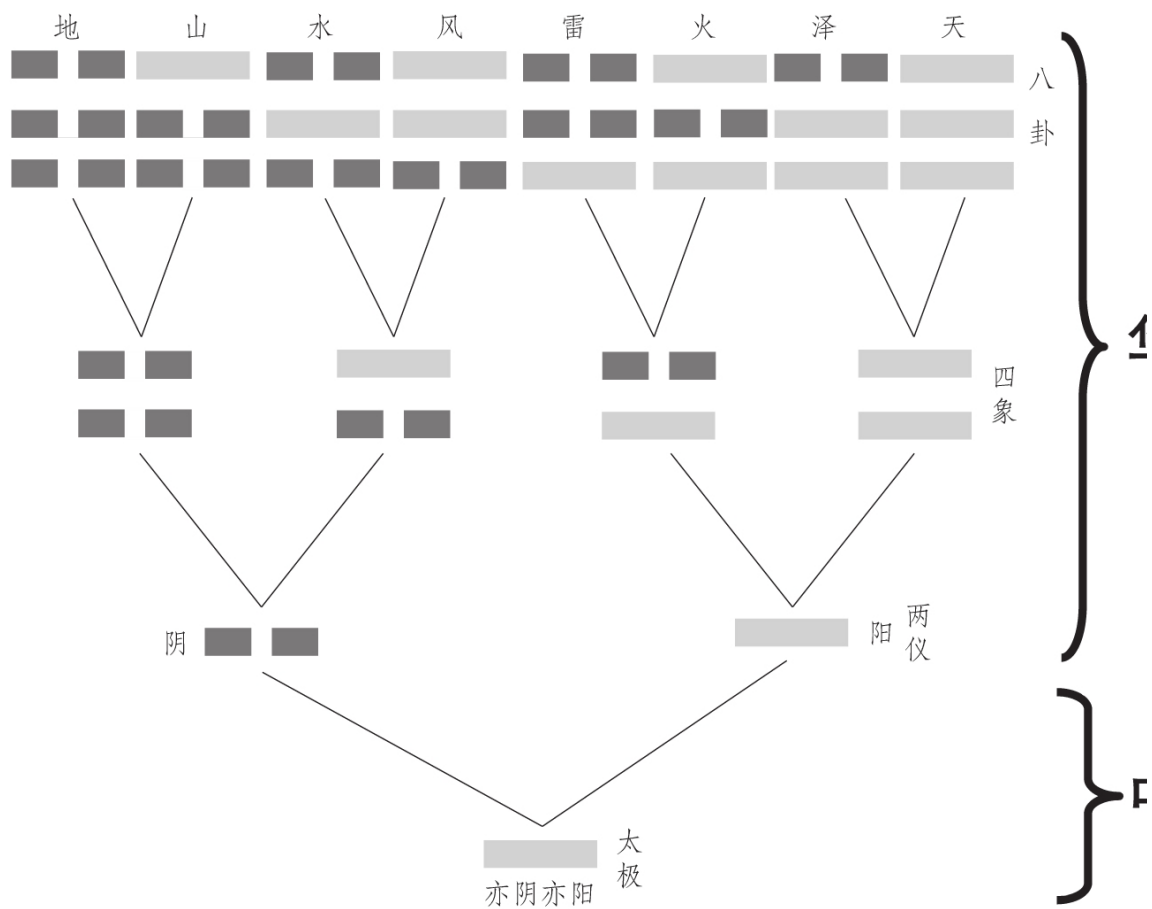 地 山 水 风 雷 火 泽 天
八卦
四象
阴
阳
两仪
太极
亦阴亦阳